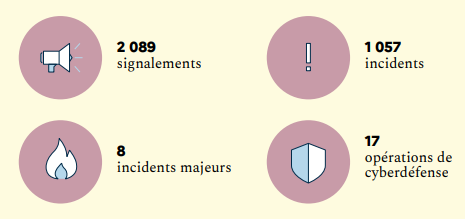 2 089
signalements
1 057
incidents
8
incidents majeurs
17
opérations de
cyberdéfense